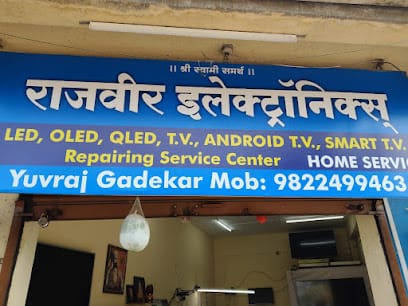 || श्री स्वामी समर्थ ||
राजवीर इलेक्ट्रॉनिक्स्
LED, OLED, QLED, T.V., ANDROID T.V., SMART T.V.
Repairing Service Center HOME SERVIC
Yuvraj Gadekar Mob: 9822499463